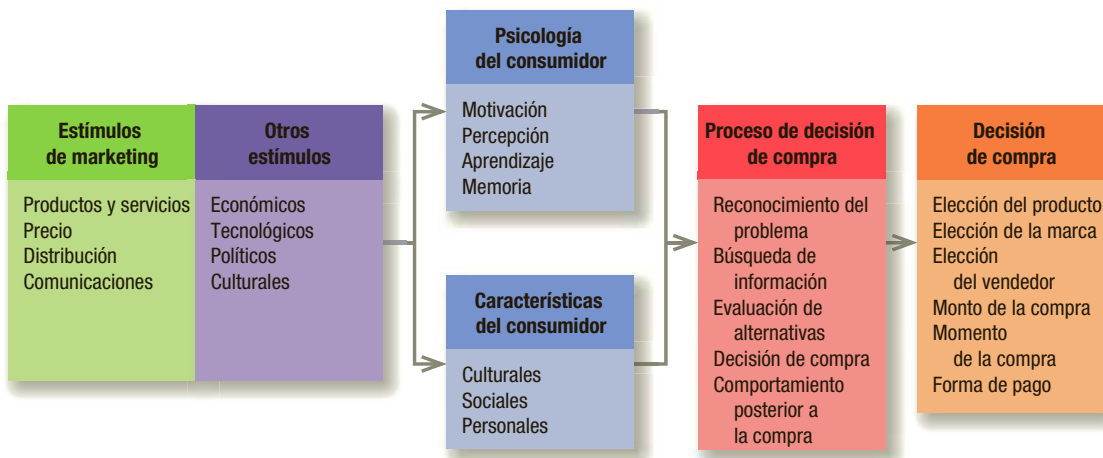 Estímulos
de marketing
Productos y servicios
Precio
Distribución
Comunicaciones
Otros
estímulos
Económicos
Tecnológicos
Políticos
Culturales
Psicología
del consumidor
Motivación
Percepción
Aprendizaje
Memoria
Características
del consumidor
Culturales
Sociales
Personales
Proceso de decisión
de compra
Reconocimiento del
problema
Búsqueda de
información
Evaluación de
alternativas
Decisión de compra
Comportamiento
posterior a
la compra
Decisión
de compra
Elección del producto
Elección de la marca
Elección
del vendedor
Monto de la compra
Momento
de la compra
Forma de pago